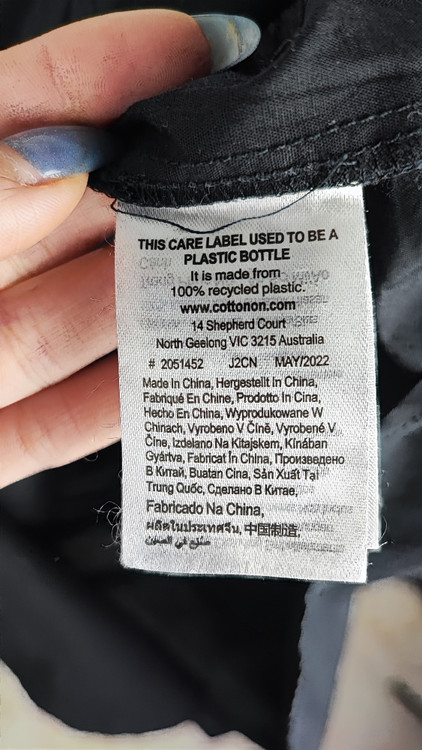 THIS CARE LABEL USED TO BE A
PLASTIC BOTTLE
It is made from
100% recycled plastic.
www.cottonon.com
14 Shepherd Court
North Geelong VIC 3215 Australia
# 2051452 J2CN MAY/2022
Made In China, Hergestellt In China,
Fabriqué En Chine, Prodotto In Cina,
Hecho En China, Wyprodukowane W
Chinach, Vyrobeno V Číně, Vyrobené V
Číne, Izdelano Na Kitajskem, Kínában
Gyártva, Fabricat În China, Произведено
В Китай, Buatan Cina, Sản Xuất Tại
Trung Quốc, Сделано В Китае,
Fabricado Na China,
ผลิตในประเทศจีน, 中国制造,
صنع في الصين